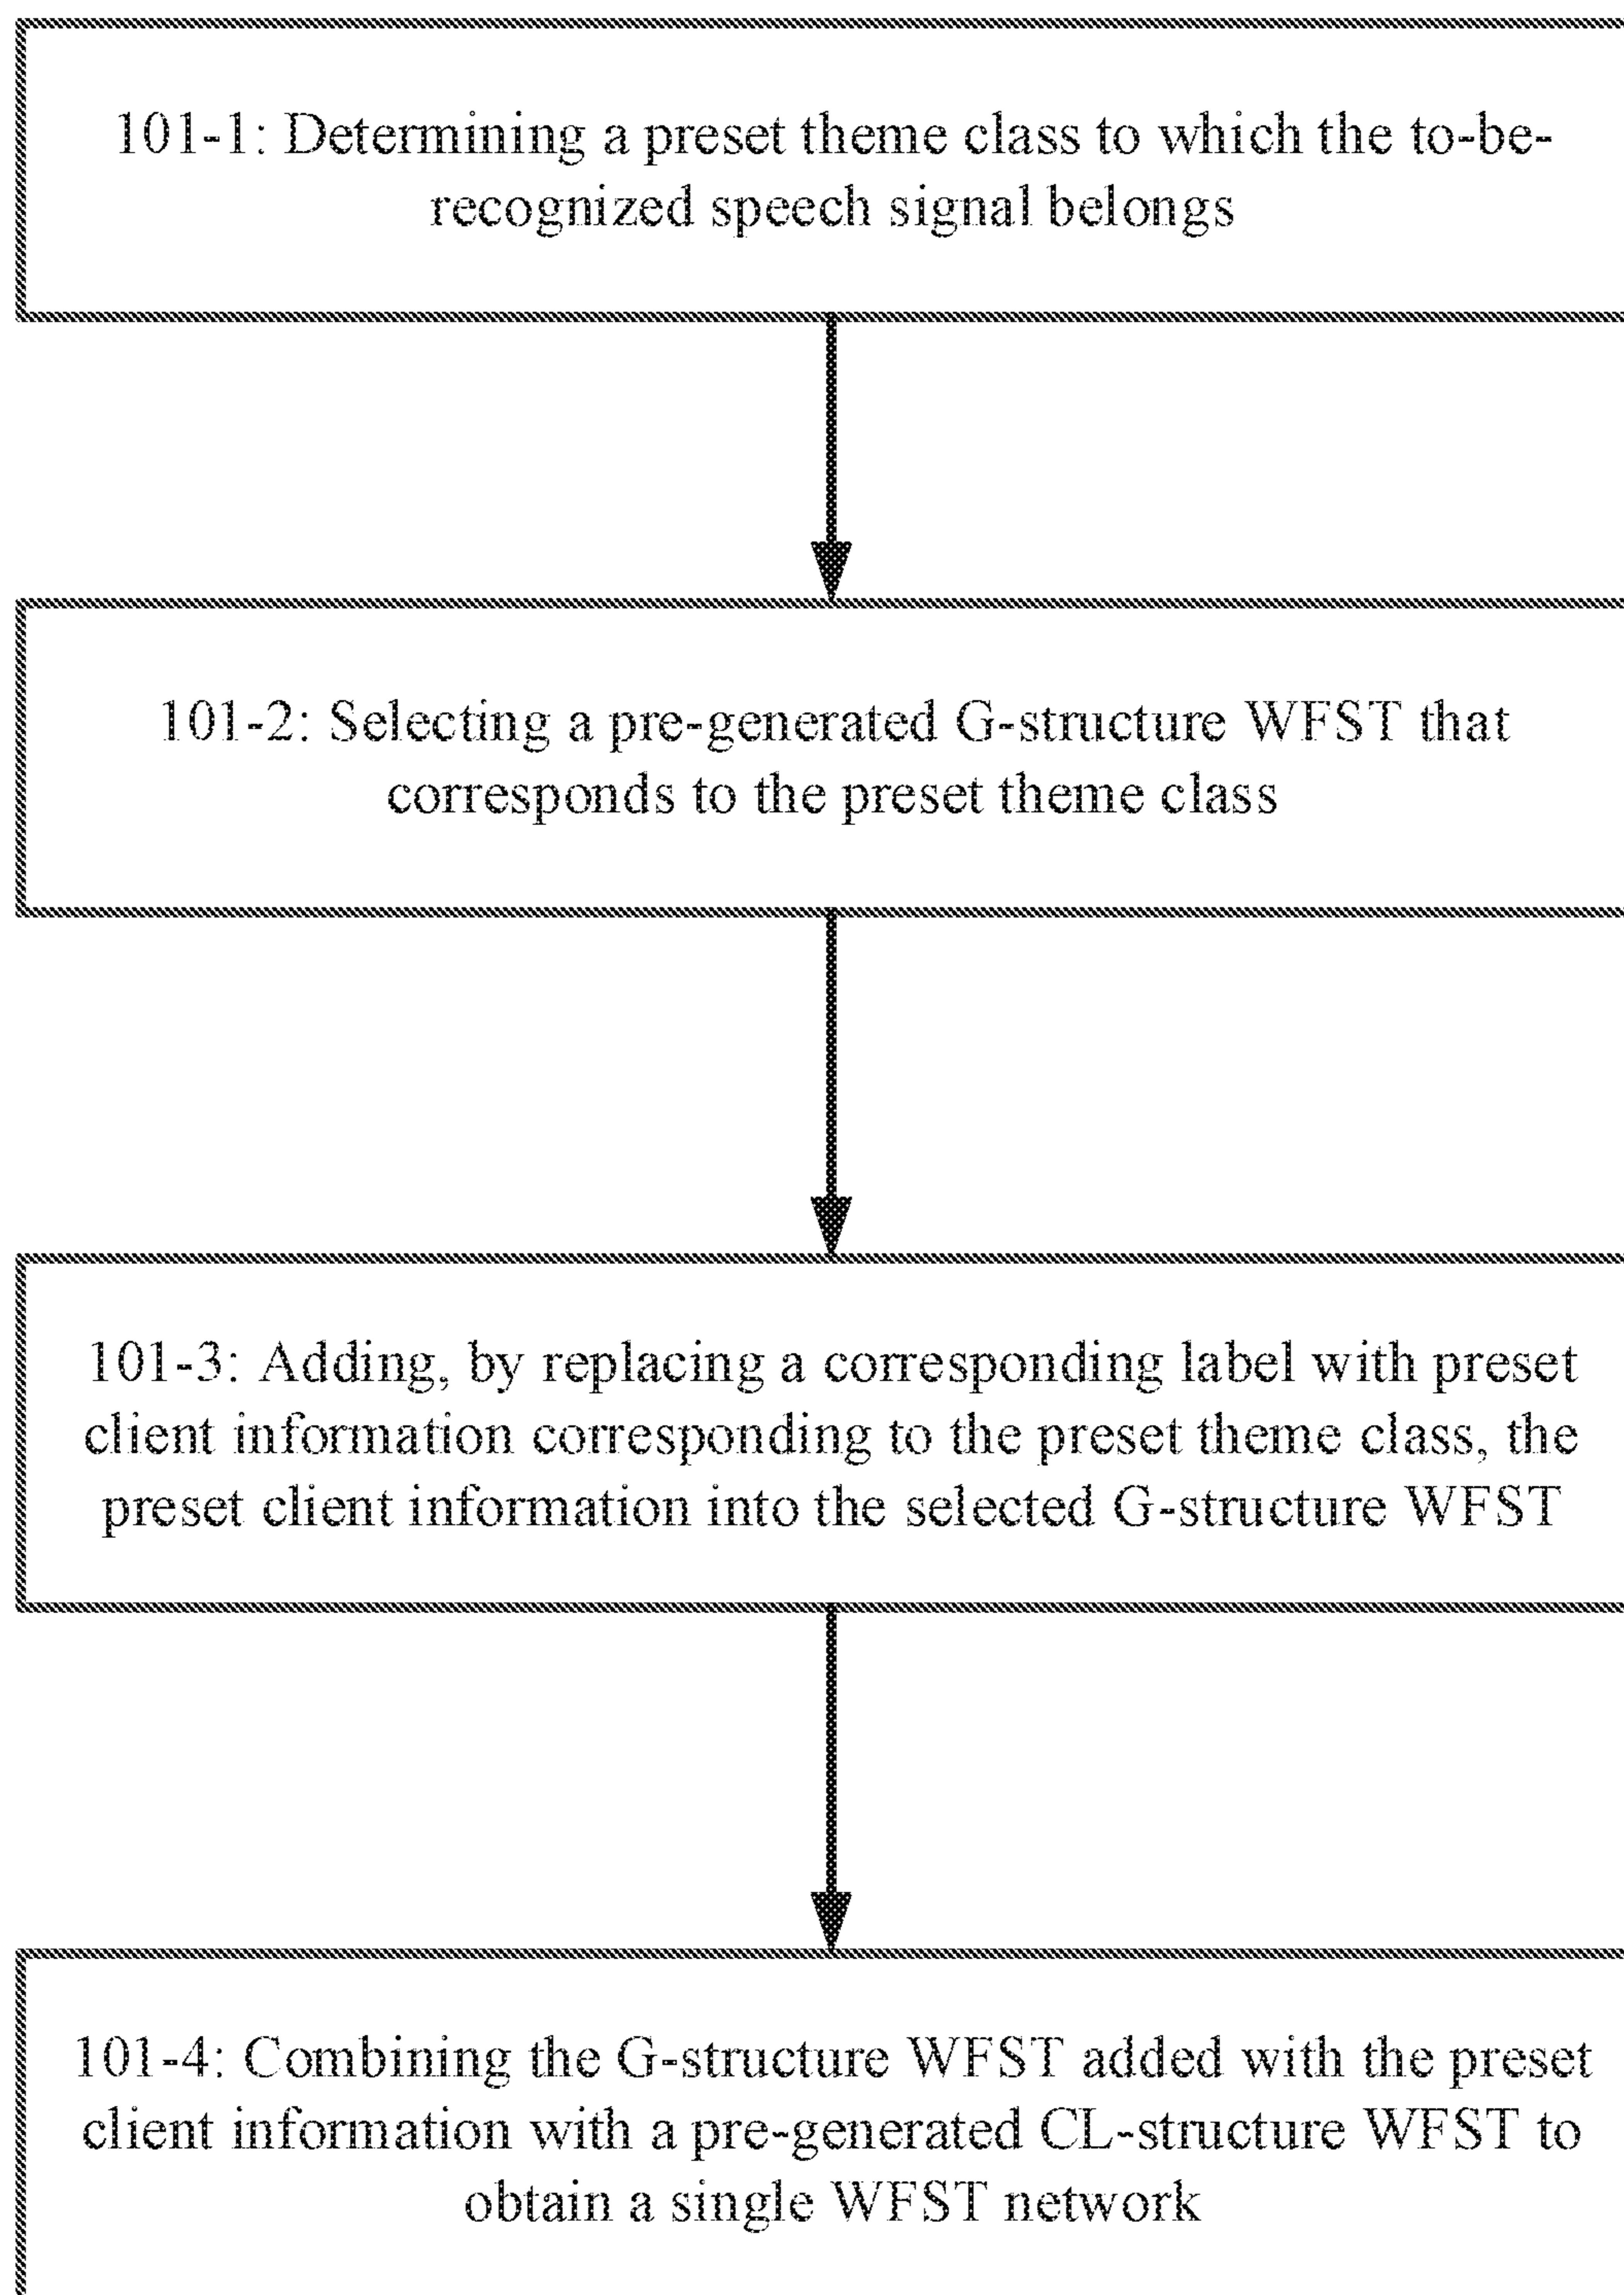 101-1: Determining a preset theme class to which the to-be-
recognized speech signal belongs
101-2: Selecting a pre-generated G-structure WFST that
corresponds to the preset theme class
101-3: Adding, by replacing a corresponding label with preset
client information corresponding to the preset theme class, the
preset client information into the selected G-structure WFST
101-4: Combining the G-structure WFST added with the preset
client information with a pre-generated CL-structure WFST to
obtain a single WFST network